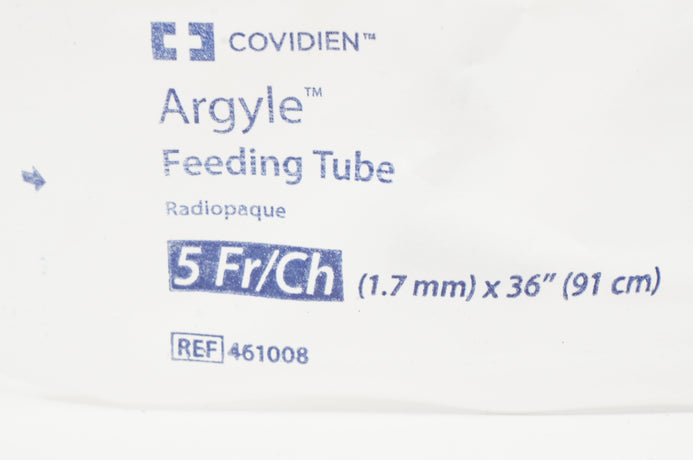 COVIDIEN™
Argyle™
Feeding Tube
Radiopaque
5 Fr/Ch (1.7 mm) x 36” (91 cm)
REF 461008